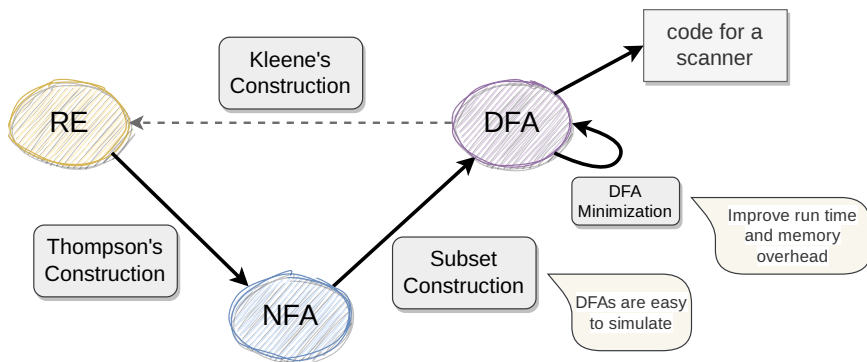 Kleene's
Construction
code for a
scanner
RE
DFA
DFA
Minimization
Improve run time
and memory
overhead
Thompson's
Construction
Subset
Construction
DFAs are easy
to simulate
NFA